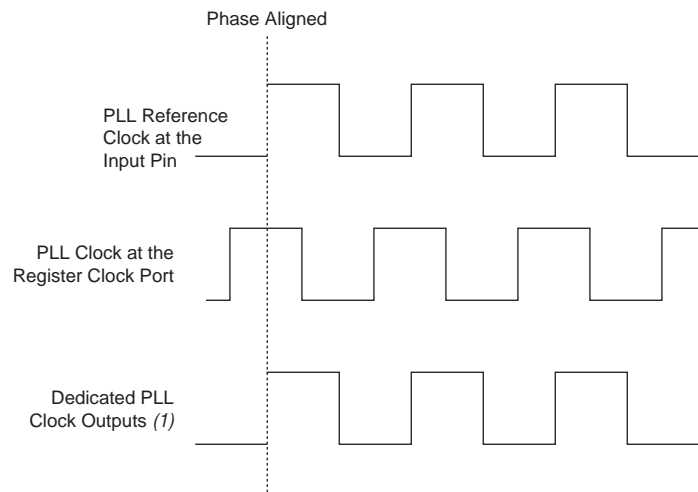 Phase Aligned
PLL Reference
Clock at the
Input Pin
PLL Clock at the
Register Clock Port
Dedicated PLL
Clock Outputs (1)